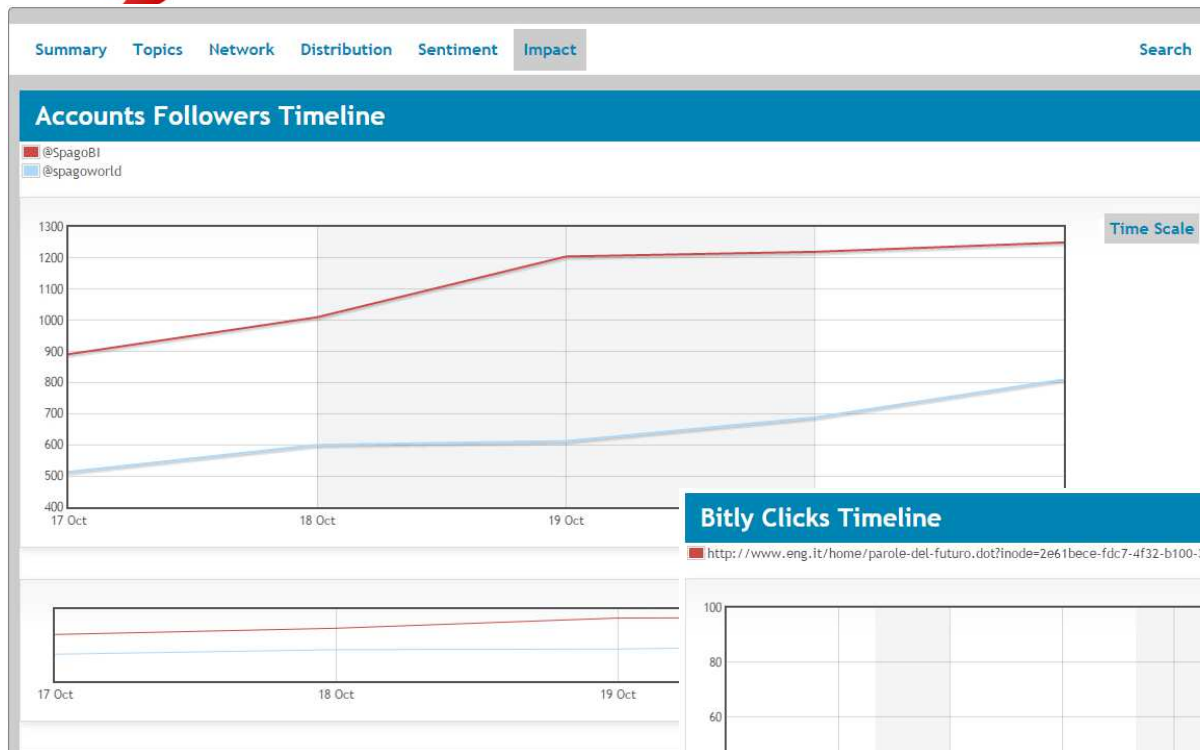 Summary Topics Network Distribution Sentiment Impact Search
Accounts Followers Timeline
@SpagoBI
@spagoworld
Time Scale
1300
1200
1100
1000
900
800
700
600
500
400
17 Oct 18 Oct 19 Oct
Bitly Clicks Timeline
http://www.eng.it/home/parole-del-futuro.dot?inode=2e61bece-fdc7-4f32-b100-
100
80
60
17 Oct 18 Oct 19 Oct